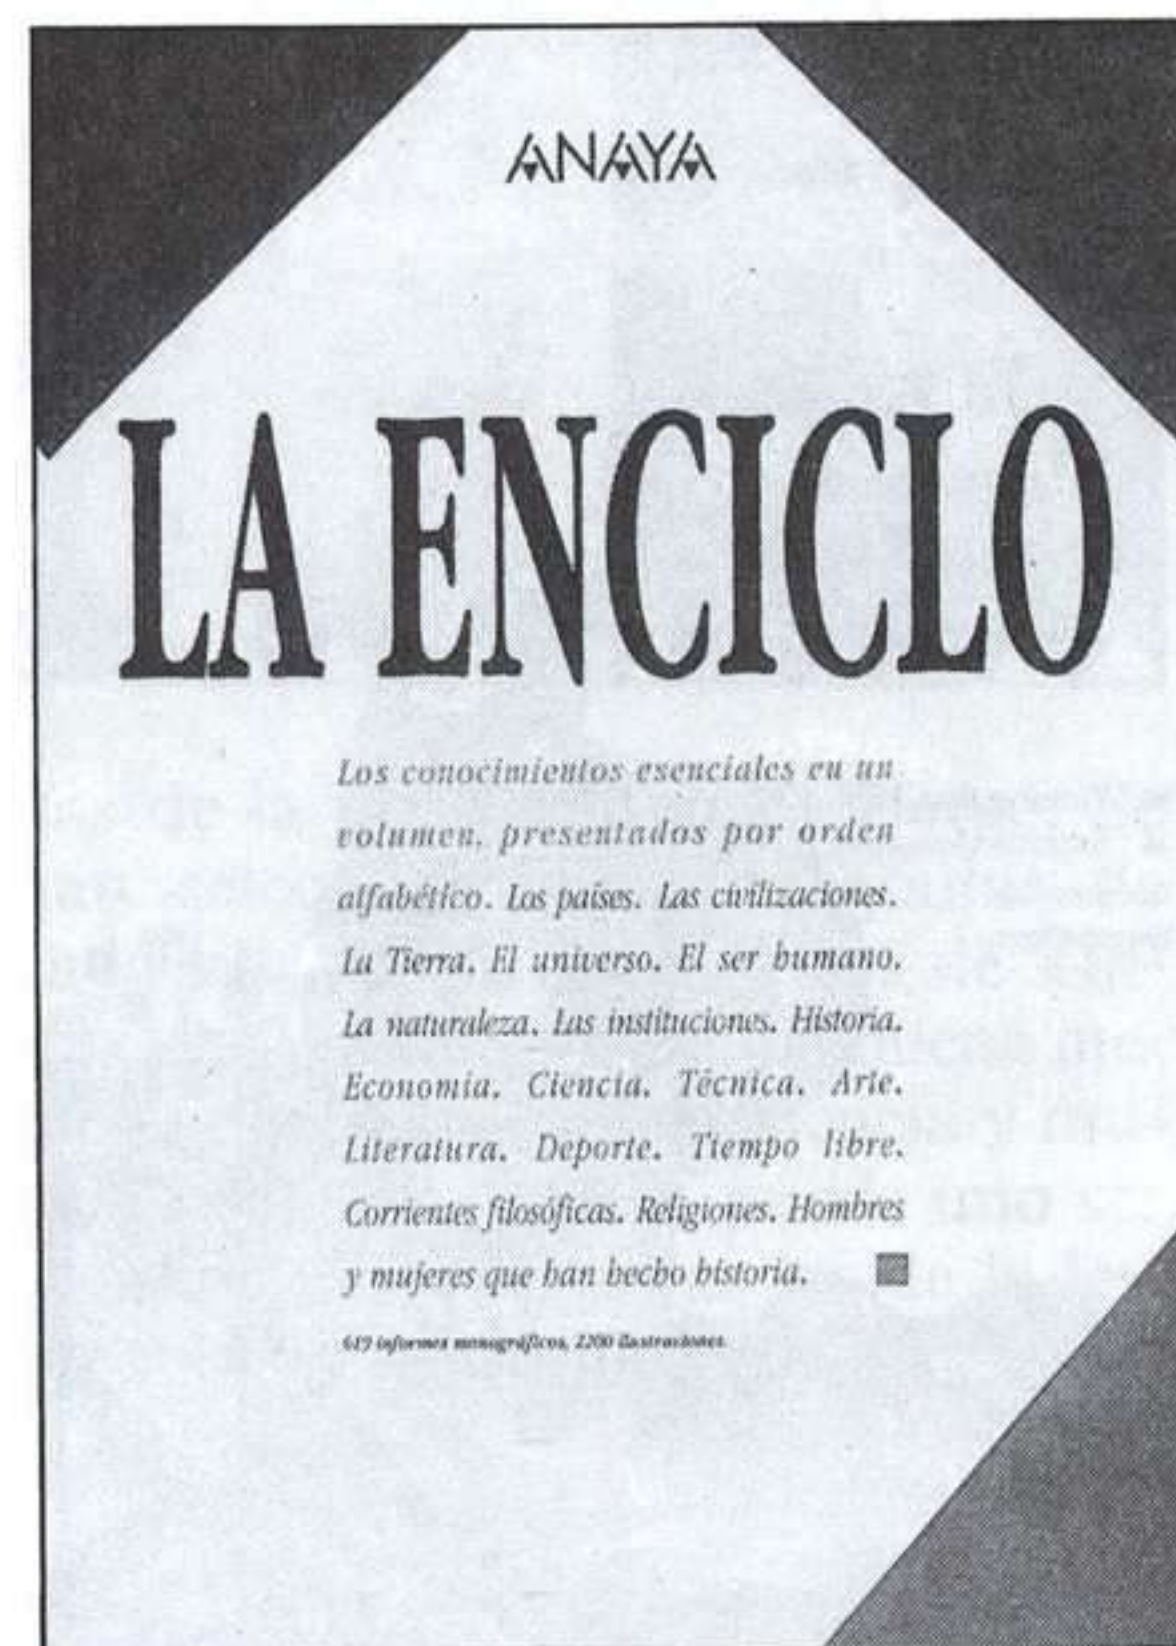 ANAYA
LA ENCICLO
Los conocimientos esenciales en un
volumen, presentados por orden
alfabético. Los países. Las civilizaciones.
La Tierra. El universo. El ser humano.
La naturaleza. Las instituciones. Historia.
Economía. Ciencia. Técnica. Arte.
Literatura. Deporte. Tiempo libre.
Corrientes filosóficas. Religiones. Hombres
y mujeres que han hecho historia.
619 informes monográficos, 2200 ilustraciones.